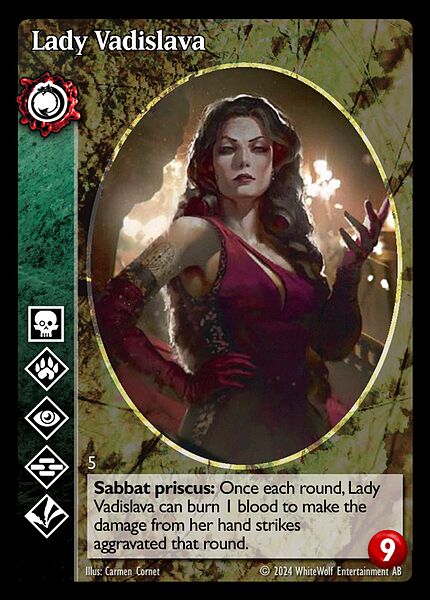 Lady Vadislava
5
Sabbat priscus: Once each round, Lady
Vadislava can burn 1 blood to make the
damage from her hand strikes
aggravated that round.
9
Illus: Carmen Cornet
© 2024 WhiteWolf Entertainment AB